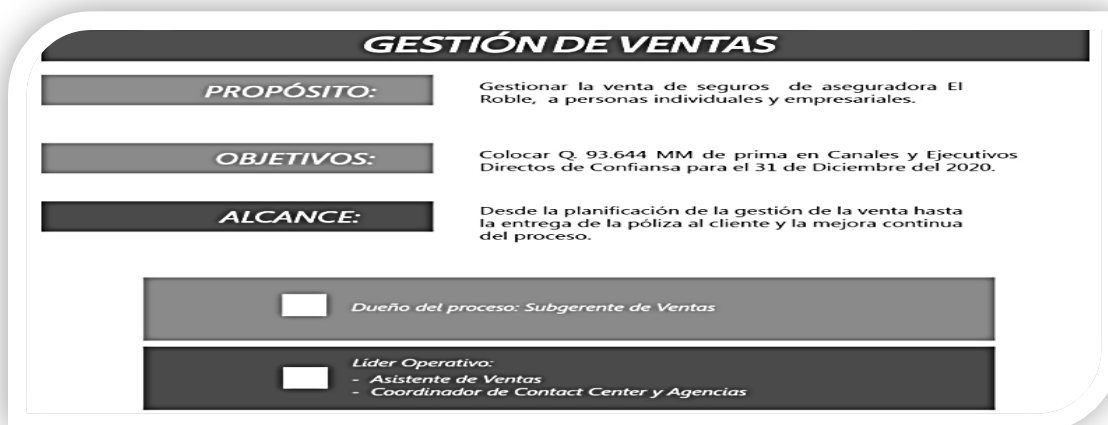 GESTIÓN DE VENTAS
PROPÓSITO:
Gestionar la venta de seguros de aseguradora El
Roble, a personas individuales y empresariales.
OBJETIVOS:
Colocar Q. 93.644 MM de prima en Canales y Ejecutivos
Directos de Confiansa para el 31 de Diciembre del 2020.
ALCANCE:
Desde la planificación de la gestión de la venta hasta
la entrega de la póliza al cliente y la mejora continua
del proceso.
Dueño del proceso: Subgerente de Ventas
Líder Operativo:
- Asistente de Ventas
- Coordinador de Contact Center y Agencias